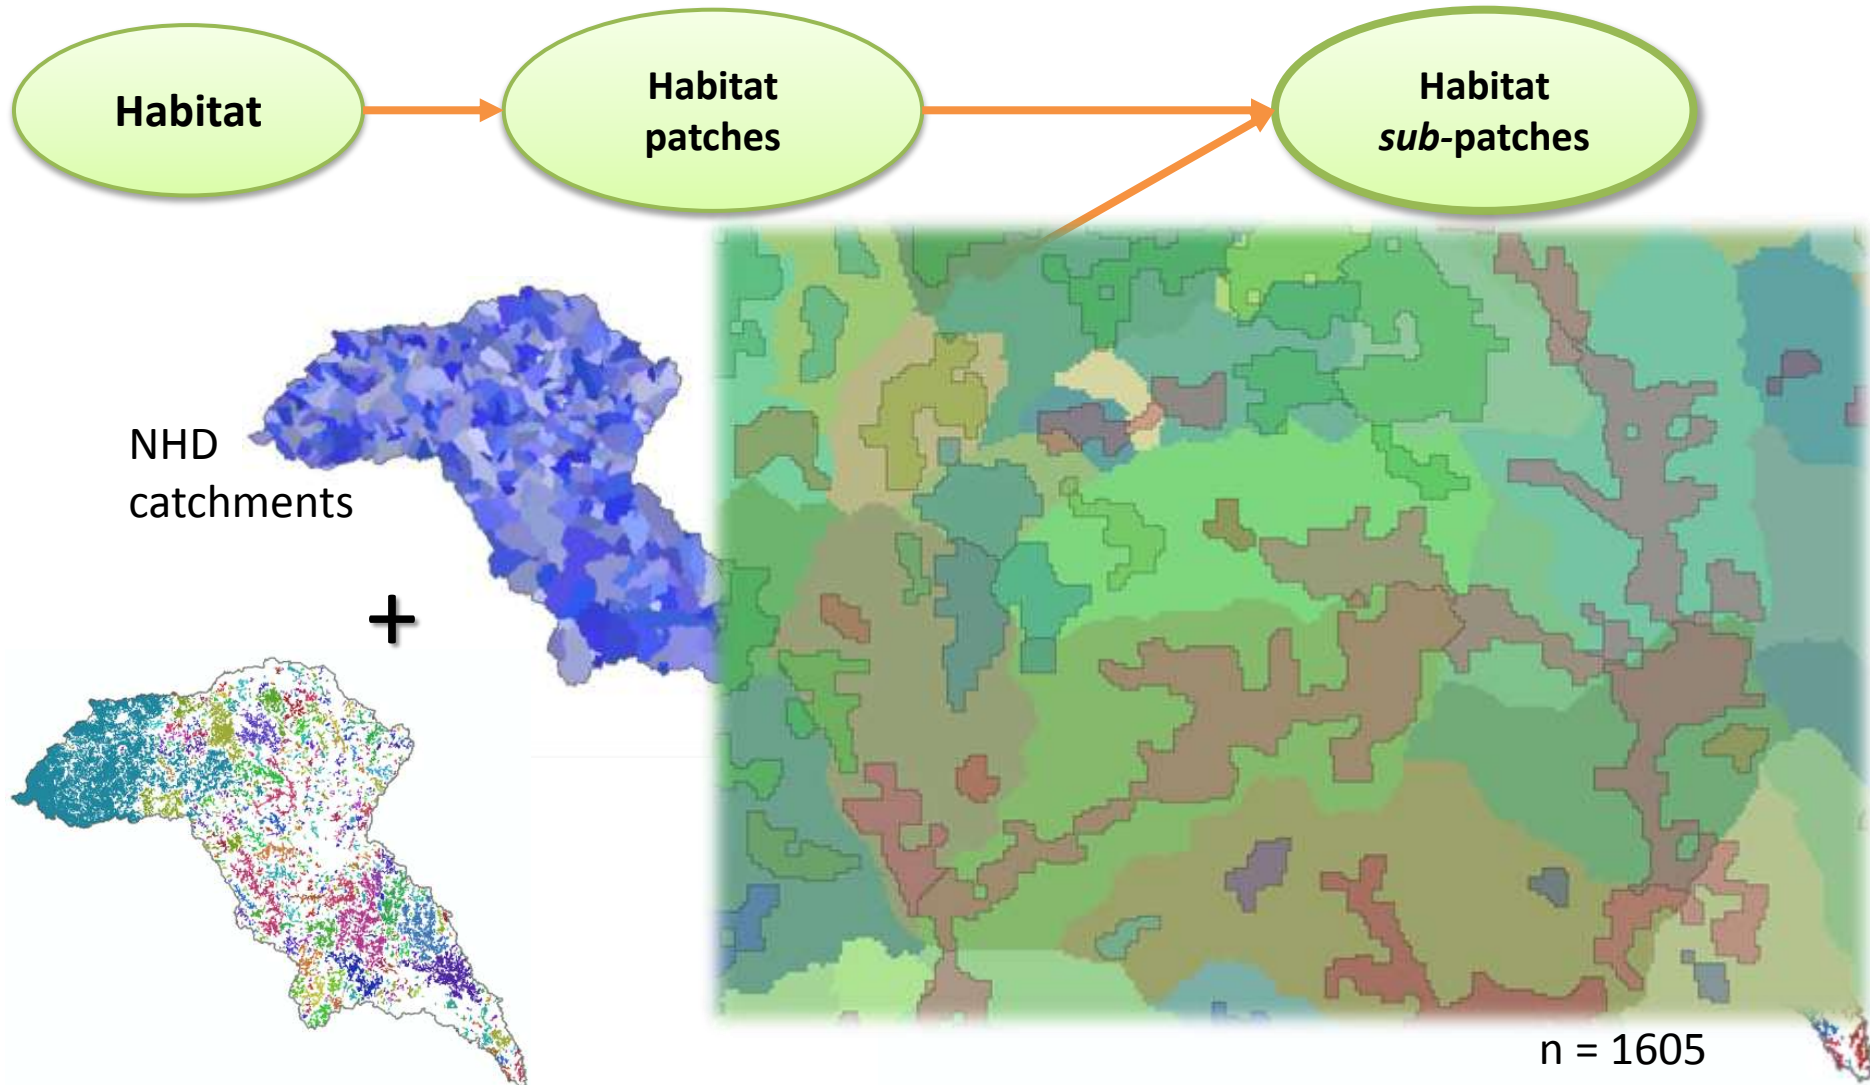 Habitat
Habitat
patches
Habitat
sub-patches
NHD
catchments
+
n = 1605